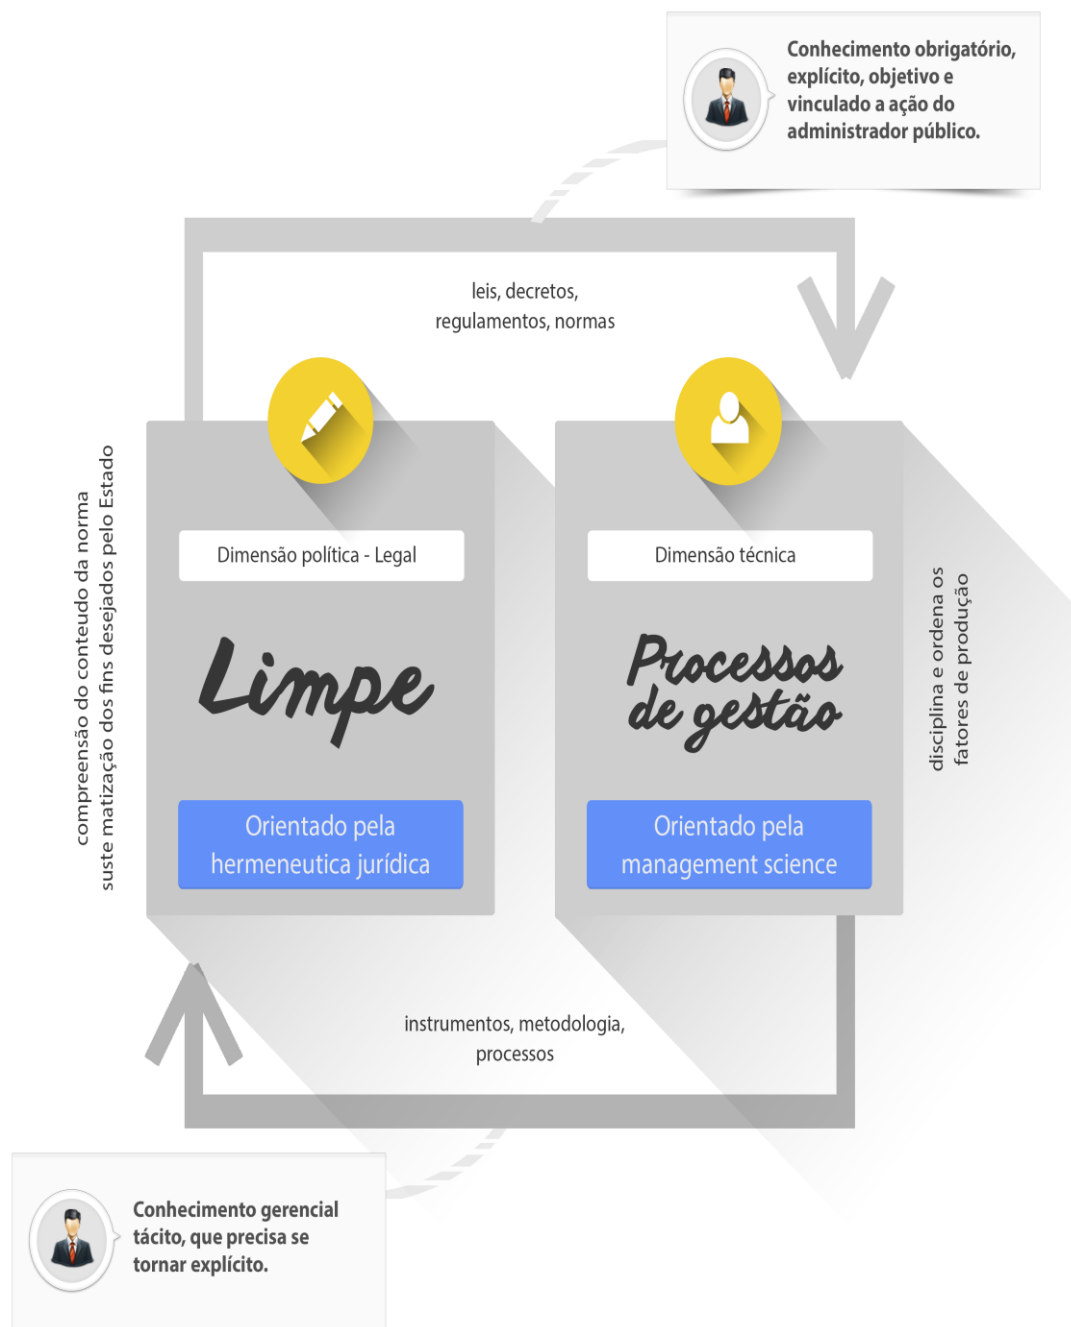 Conhecimento obrigatório,
explícito, objetivo e
vinculado a ação do
administrador público.
leis, decretos,
regulamentos, normas
compreensão do conteudo da norma
suste matização dos fins desejados pelo Estado
Dimensão política - Legal
Limpe
Orientado pela
hermeneutica jurídica
Dimensão técnica
Processos
de gestão
Orientado pela
management science
disciplina e ordena os
fatores de produção
instrumentos, metodologia,
processos
Conhecimento gerencial
tácito, que precisa se
tornar explícito.